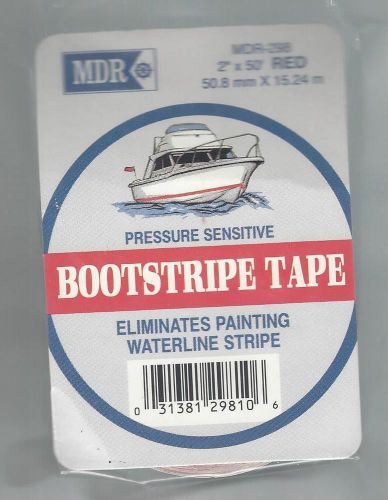 MDR
MDR-298
2" x 50' RED
50.8 mm X 15.24 m
PRESSURE SENSITIVE
BOOTSTRIPE TAPE
ELIMINATES PAINTING
WATERLINE STRIPE
0 31381 29810 6